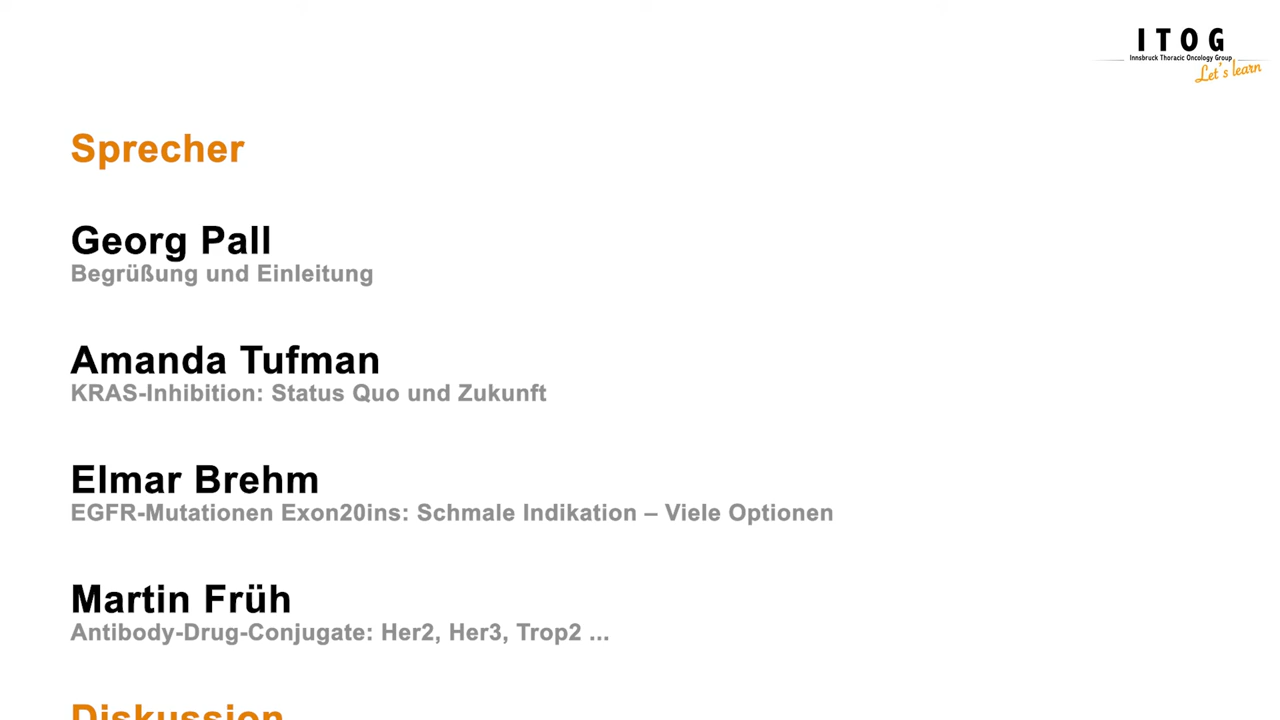 I T O G
Innsbruck Thoracic Oncology Group
Let's learn
Sprecher
Georg Pall
Begrüßung und Einleitung
Amanda Tufman
KRAS-Inhibition: Status Quo und Zukunft
Elmar Brehm
EGFR-Mutationen Exon20ins: Schmale Indikation – Viele Optionen
Martin Früh
Antibody-Drug-Conjugate: Her2, Her3, Trop2 ...
Diskussion